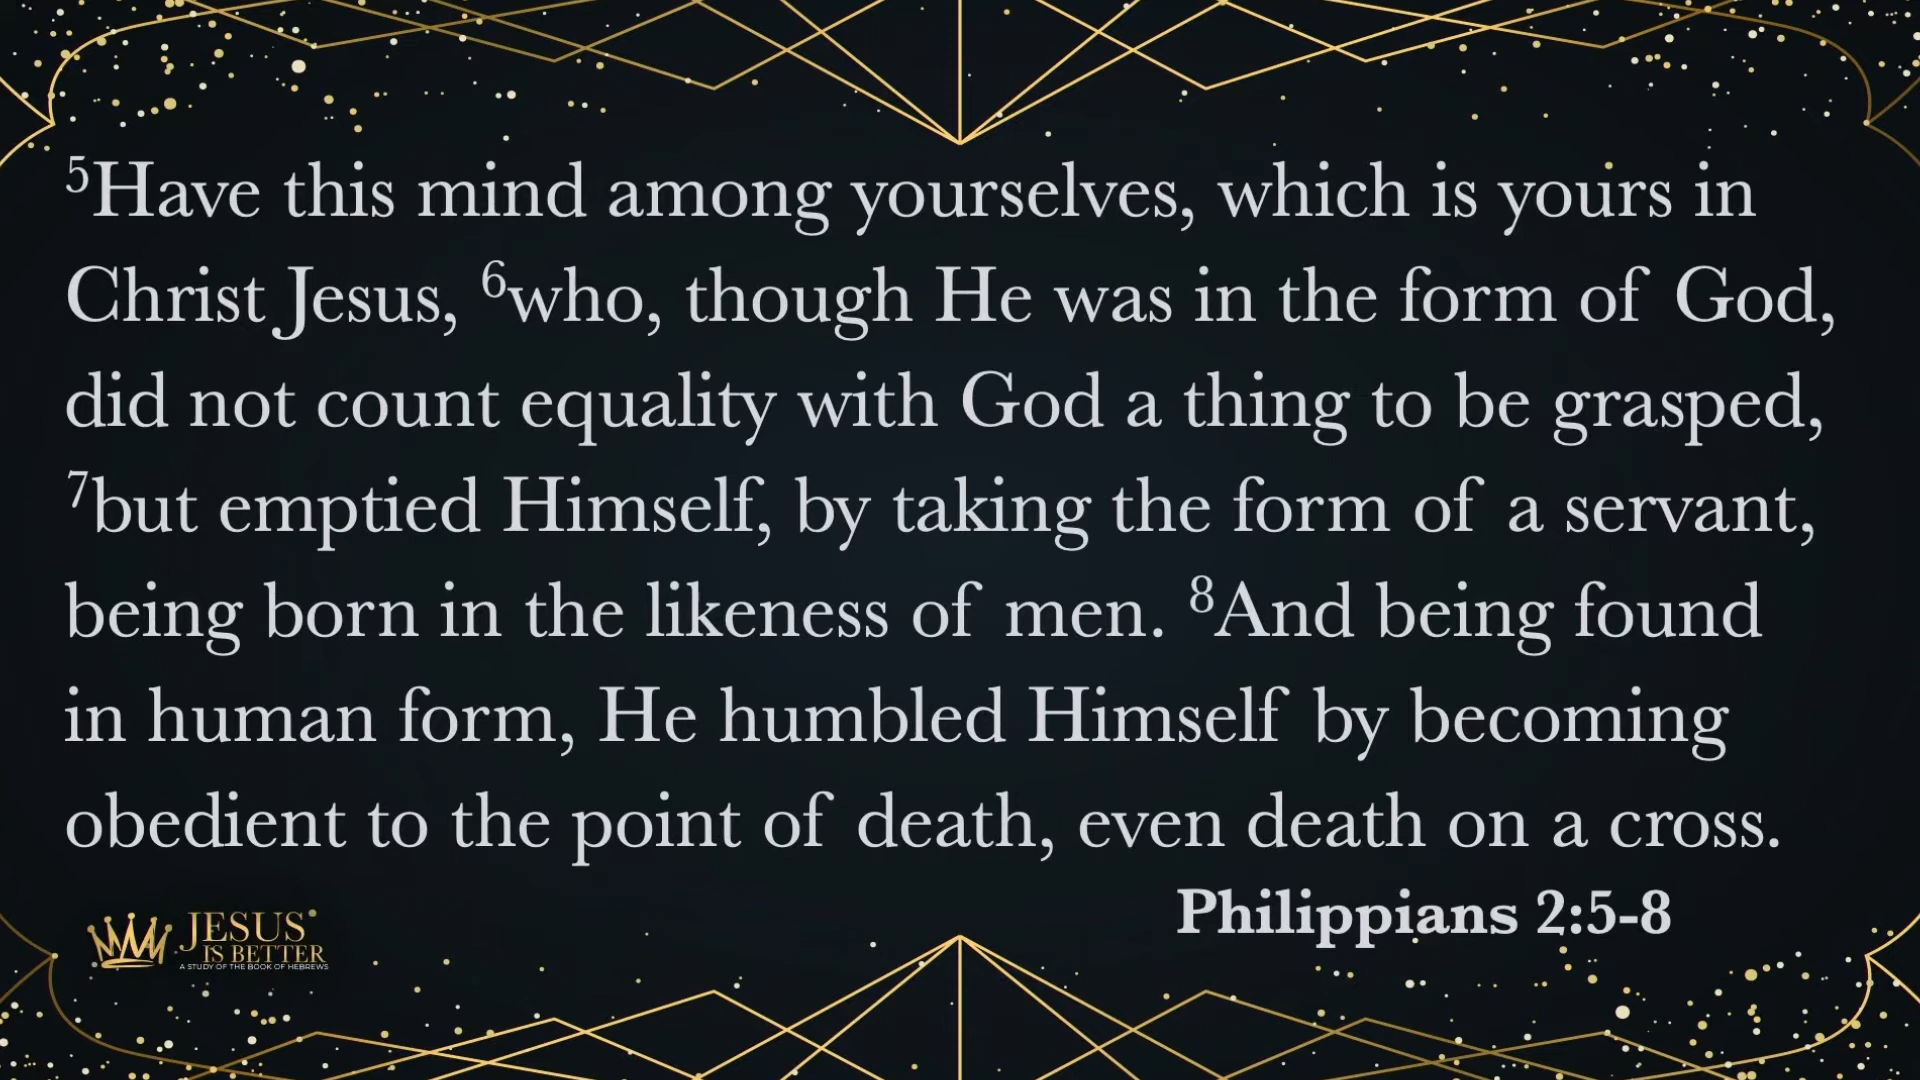 ⁵Have this mind among yourselves, which is yours in
Christ Jesus, ⁶who, though He was in the form of God,
did not count equality with God a thing to be grasped,
⁷but emptied Himself, by taking the form of a servant,
being born in the likeness of men. ⁸And being found
in human form, He humbled Himself by becoming
obedient to the point of death, even death on a cross.
Philippians 2:5-8
JESUS
IS BETTER
A STUDY OF THE BOOK OF HEBREWS